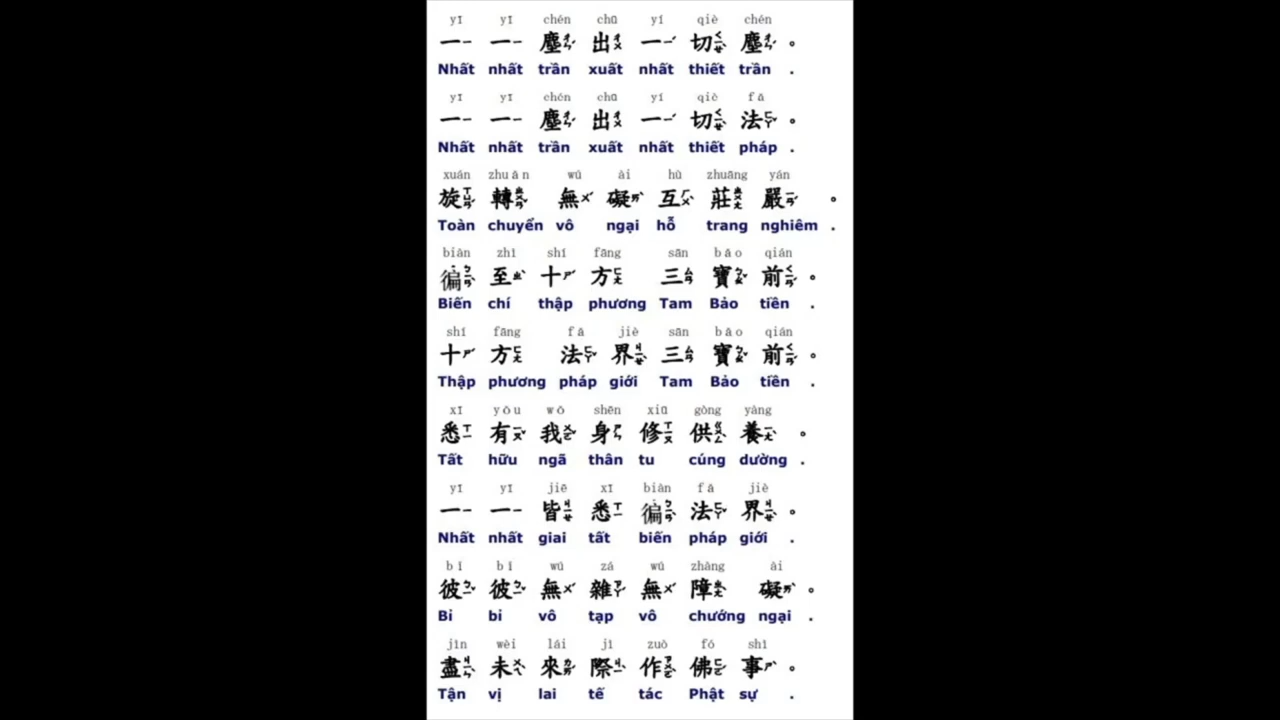 yī yī chén chū yí qiè chén
一 一 塵 出 一 切 塵 。
Nhất nhất trần xuất nhất thiết trần .
yī yī chén chū yí qiè fǎ
一 一 塵 出 一 切 法 。
Nhất nhất trần xuất nhất thiết pháp .
xuán zhuǎn wú ài hù zhuāng yán
旋 轉 無 礙 互 莊 嚴 。
Toàn chuyển vô ngại hỗ trang nghiêm .
biàn zhì shí fāng sān bǎo qián
徧 至 十 方 三 寶 前 。
Biến chí thập phương Tam Bảo tiền .
shí fāng fǎ jiè sān bǎo qián
十 方 法 界 三 寶 前 。
Thập phương pháp giới Tam Bảo tiền .
xī yǒu wǒ shēn xiū gòng yàng
悉 有 我 身 修 供 養 。
Tất hữu ngã thân tu cúng dường .
yī yī jiē xī biàn fǎ jiè
一 一 皆 悉 徧 法 界 。
Nhất nhất giai tất biến pháp giới .
bǐ bǐ wú zá wú zhàng ài
彼 彼 無 雜 無 障 礙 。
Bỉ bỉ vô tạp vô chướng ngại .
jìn wèi lái jì zuò fó shì
盡 未 來 際 作 佛 事 。
Tận vị lai tế tác Phật sự .